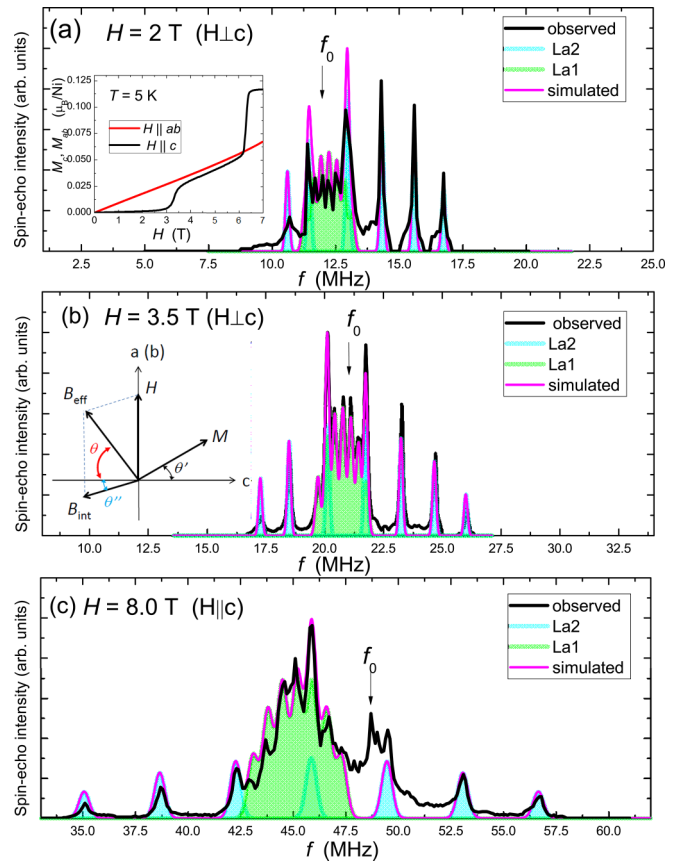 (a) H = 2 T (H⊥c)
f0
observed
La2
La1
simulated
Spin-echo intensity (arb. units)
T = 5 K
H || ab
H || c
Mc, Mab (μB/Ni)
0.125
0.100
0.075
0.050
0.025
0.000
0 1 2 3 4 5 6 7
H (T)
2.5 5.0 7.5 10.0 12.5 15.0 17.5 20.0 22.5 25.0
f (MHz)
(b) H = 3.5 T (H⊥c)
f0
observed
La2
La1
simulated
Spin-echo intensity (arb. units)
a (b)
Beff
H
M
θ
θ'
c
θ''
Bint
10.0 12.5 15.0 17.5 20.0 22.5 25.0 27.5 30.0 32.5
f (MHz)
(c) H = 8.0 T (H||c)
f0
observed
La2
La1
simulated
Spin-echo intensity (arb. units)
35.0 37.5 40.0 42.5 45.0 47.5 50.0 52.5 55.0 57.5 60.0
f (MHz)